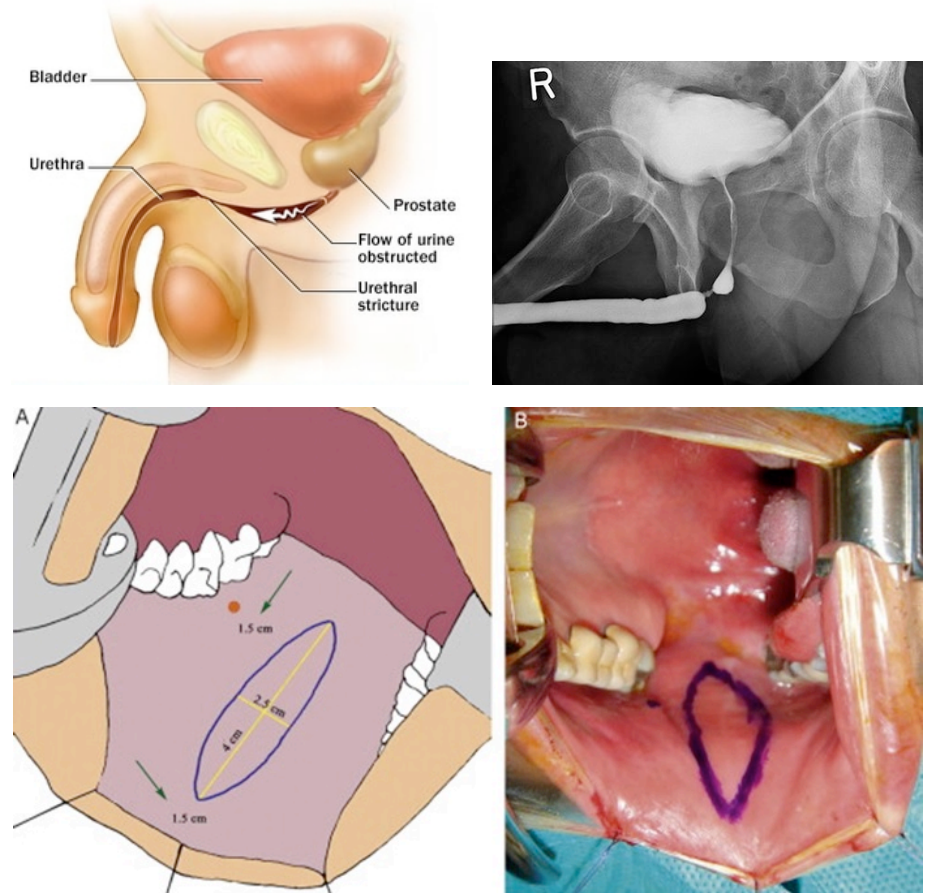 Bladder
Urethra
Prostate
Flow of urine
obstructed
Urethral
stricture
R
A
1.5 cm
2.5 cm
4 cm
1.5 cm
B